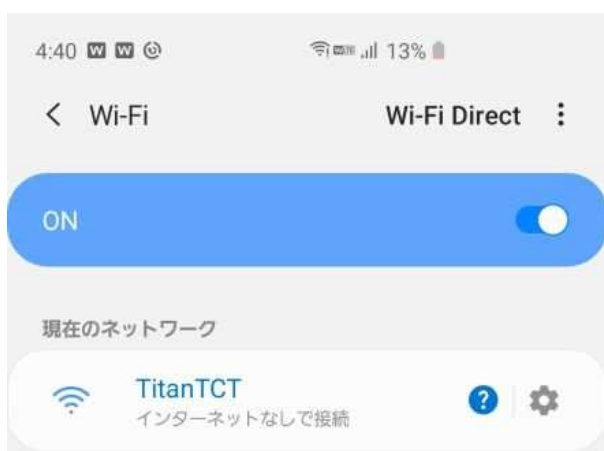 4:40 13%
Wi-Fi Wi-Fi Direct
ON
現在のネットワーク
TitanTCT
インターネットなしで接続